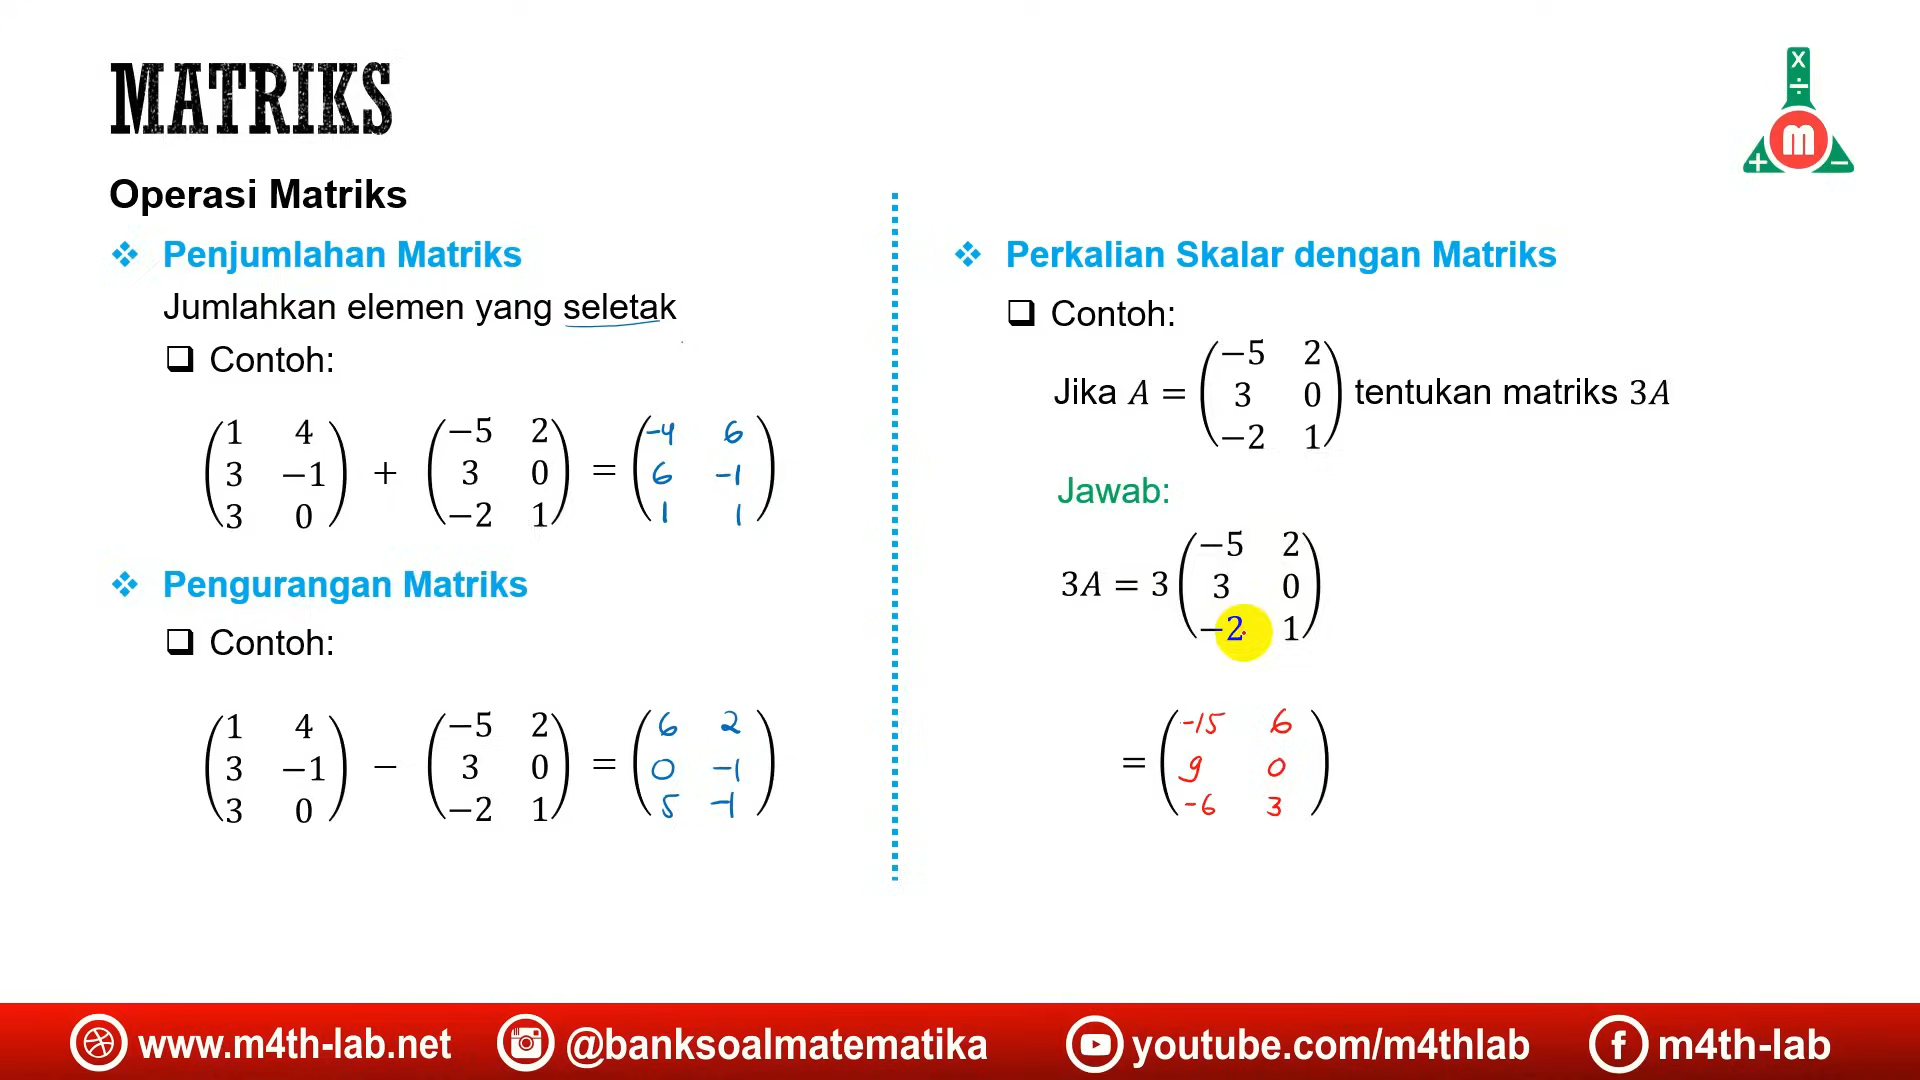 MATRIKS
Operasi Matriks
❖ Penjumlahan Matriks
Jumlahkan elemen yang seletak
❑ Contoh:
1 4
3 −1
3 0
+
−5 2
3 0
−2 1
=
-4 6
6 -1
1 1
❖ Pengurangan Matriks
❑ Contoh:
1 4
3 −1
3 0
−
−5 2
3 0
−2 1
=
6 2
0 -1
5 -1
❖ Perkalian Skalar dengan Matriks
❑ Contoh:
Jika A =
−5 2
3 0
−2 1
tentukan matriks 3A
Jawab:
3A = 3
−5 2
3 0
−2 1
=
-15 6
9 0
-6 3
X
÷
m
+ −
www.m4th-lab.net
@banksoalmatematika
youtube.com/m4thlab
f m4th-lab